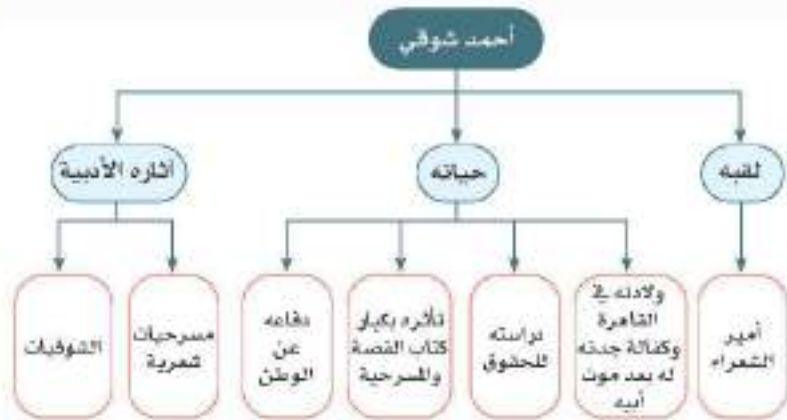 أحمد شوقي
لقبه
حياته
آثاره الأدبية
أمير
الشعراء
ولادته في
القاهرة
وكفالة جدته
له بعد موت
أبيه
دراسته
للحقوق
تأثره بكبار
كتاب القصة
والمسرحية
دفاعه
عن
الوطن
مسرحيات
شعرية
الشوقيات